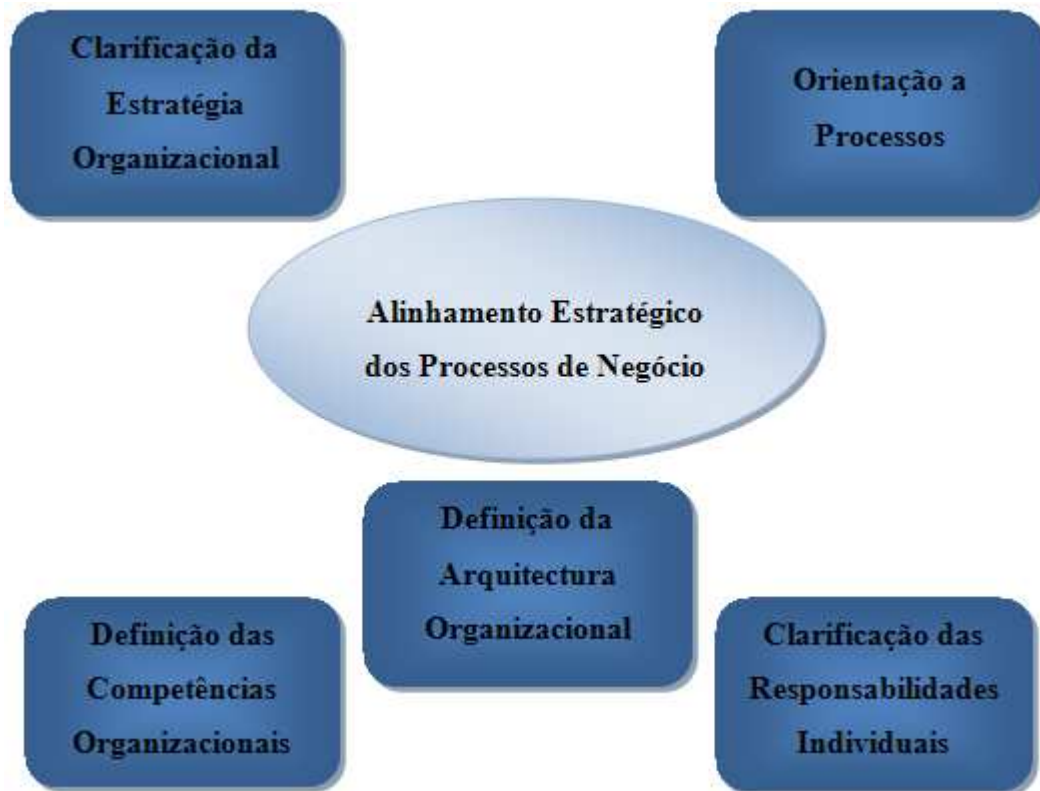 Clarificação da
Estratégia
Organizacional
Orientação a
Processos
Alinhamento Estratégico
dos Processos de Negócio
Definição da
Arquitectura
Organizacional
Definição das
Competências
Organizacionais
Clarificação das
Responsabilidades
Individuais